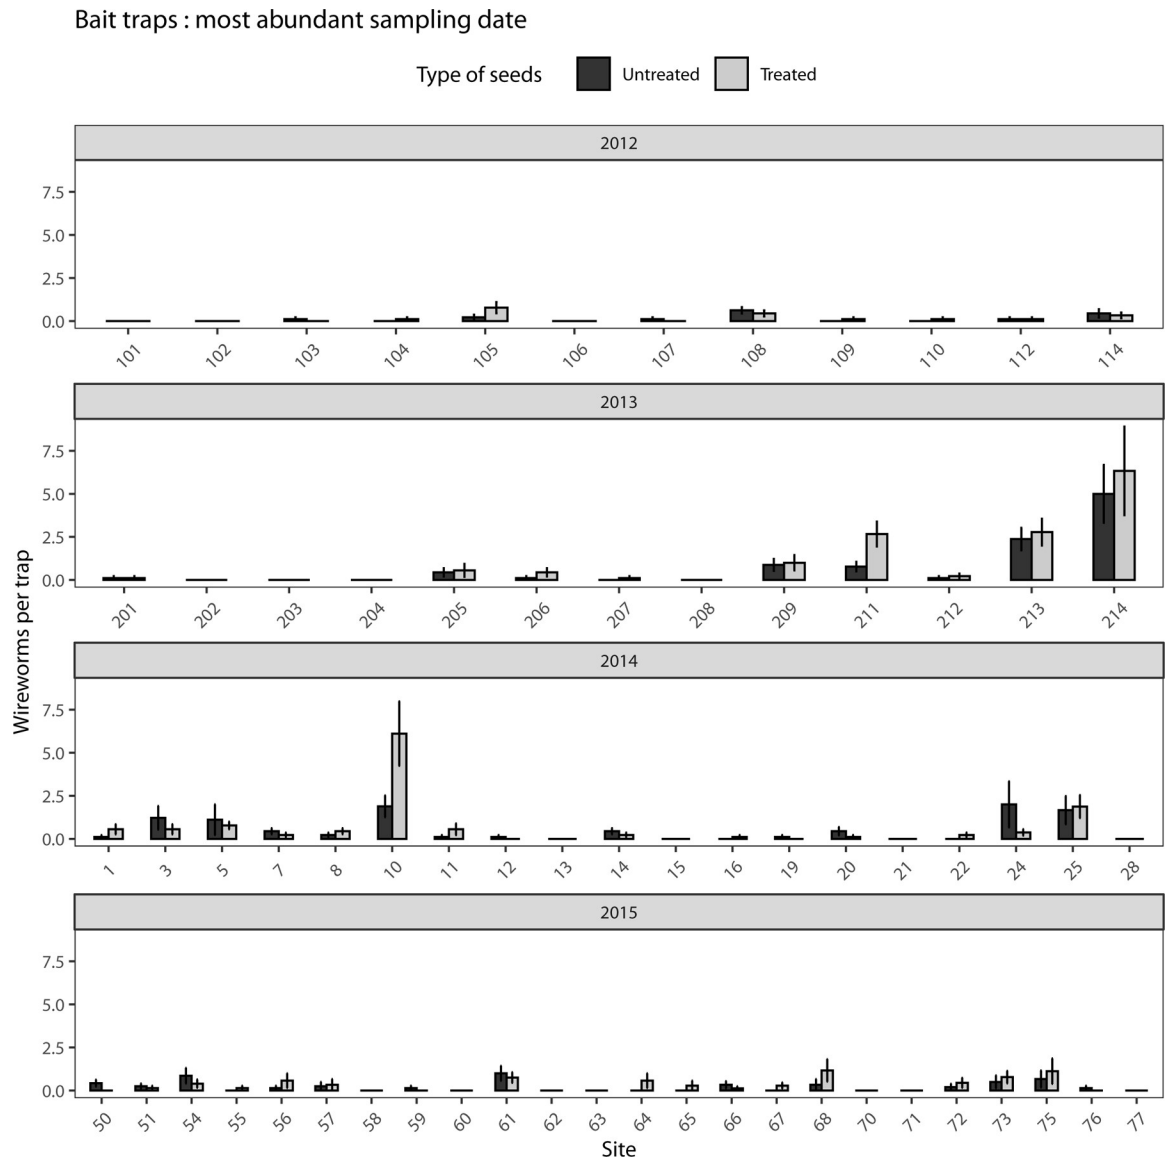 Bait traps : most abundant sampling date
Type of seeds Untreated Treated
2012
7.5
5.0
2.5
0.0
101 102 103 104 105 106 107 108 109 110 112 114
2013
7.5
5.0
2.5
0.0
201 202 203 204 205 206 207 208 209 211 212 213 214
Wireworms per trap
2014
7.5
5.0
2.5
0.0
1 3 5 7 8 10 11 12 13 14 15 16 19 20 21 22 24 25 28
2015
7.5
5.0
2.5
0.0
50 51 54 55 56 57 58 59 60 61 62 63 64 65 66 67 68 70 71 72 73 75 76 77
Site